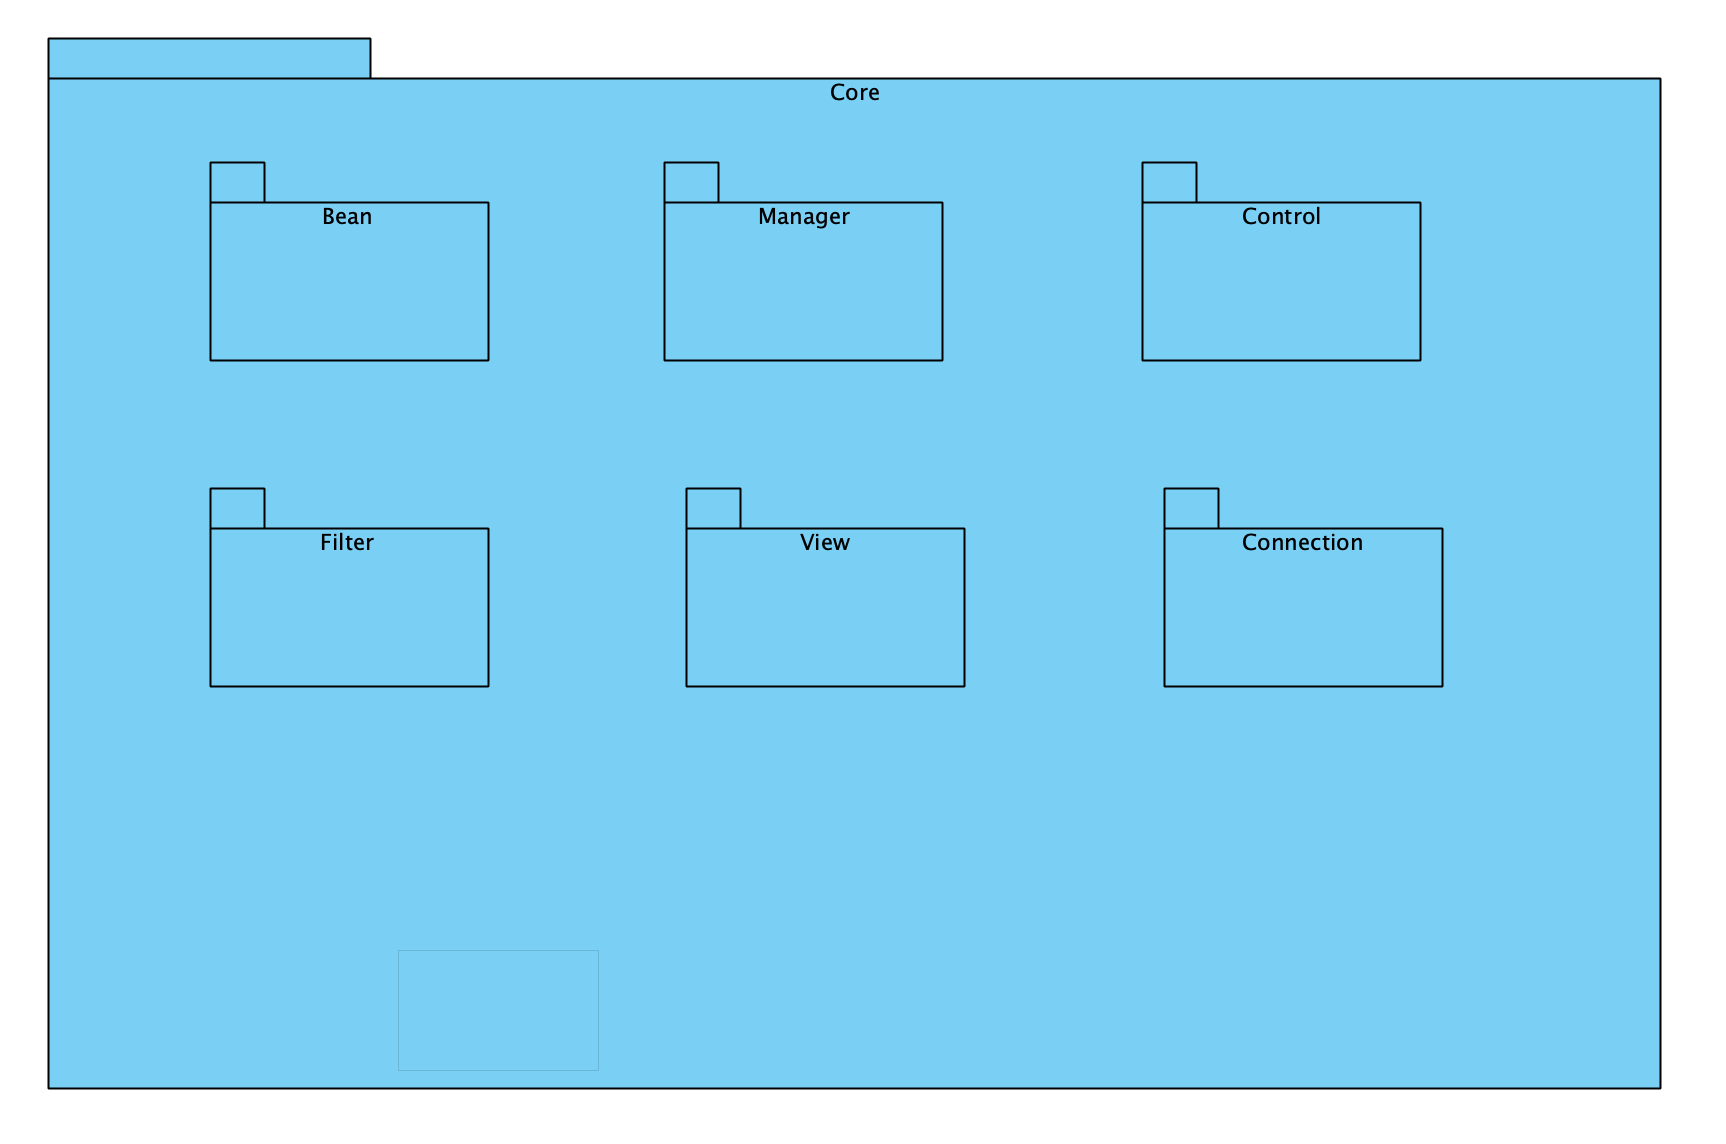 Core
Bean
Manager
Control
Filter
View
Connection